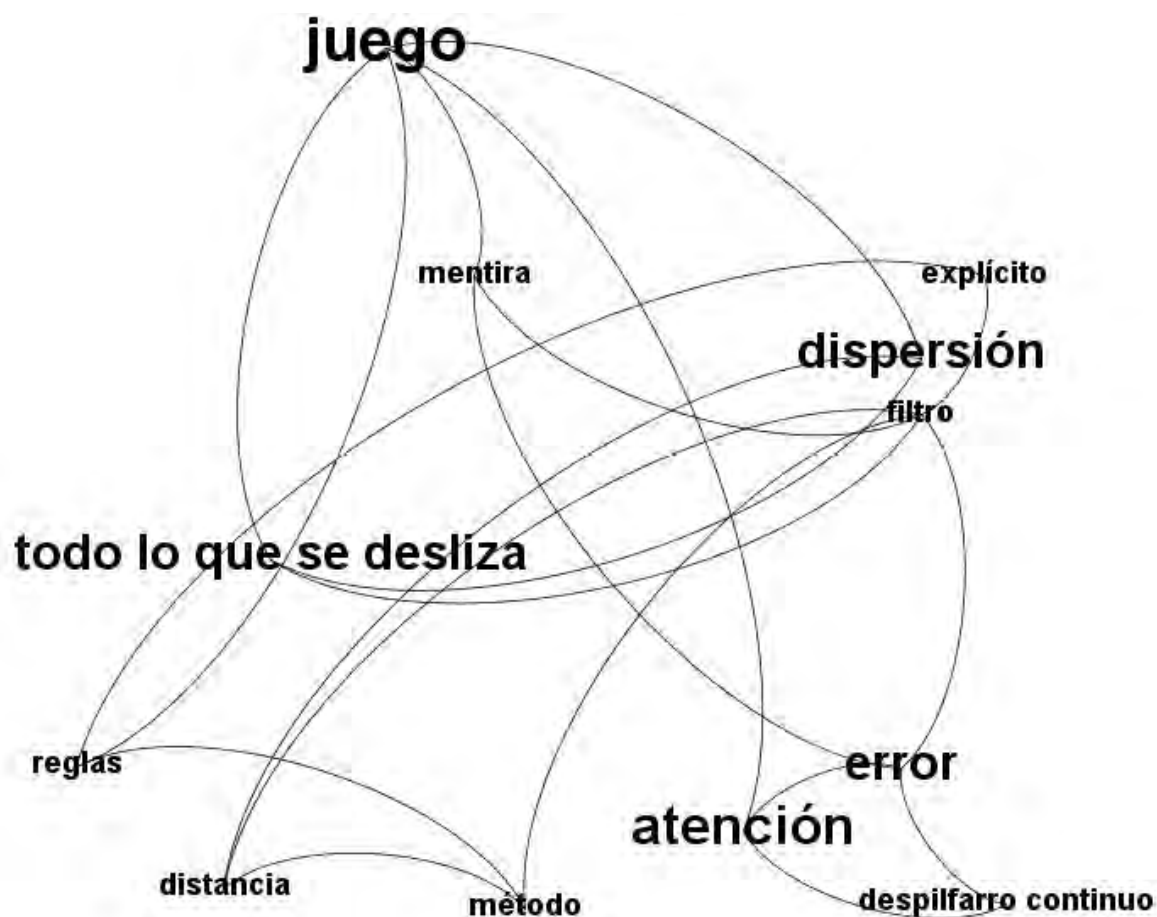 juego
mentira
explícito
dispersión
filtro
todo lo que se desliza
reglas
error
atención
distancia
despilfarro continuo
método